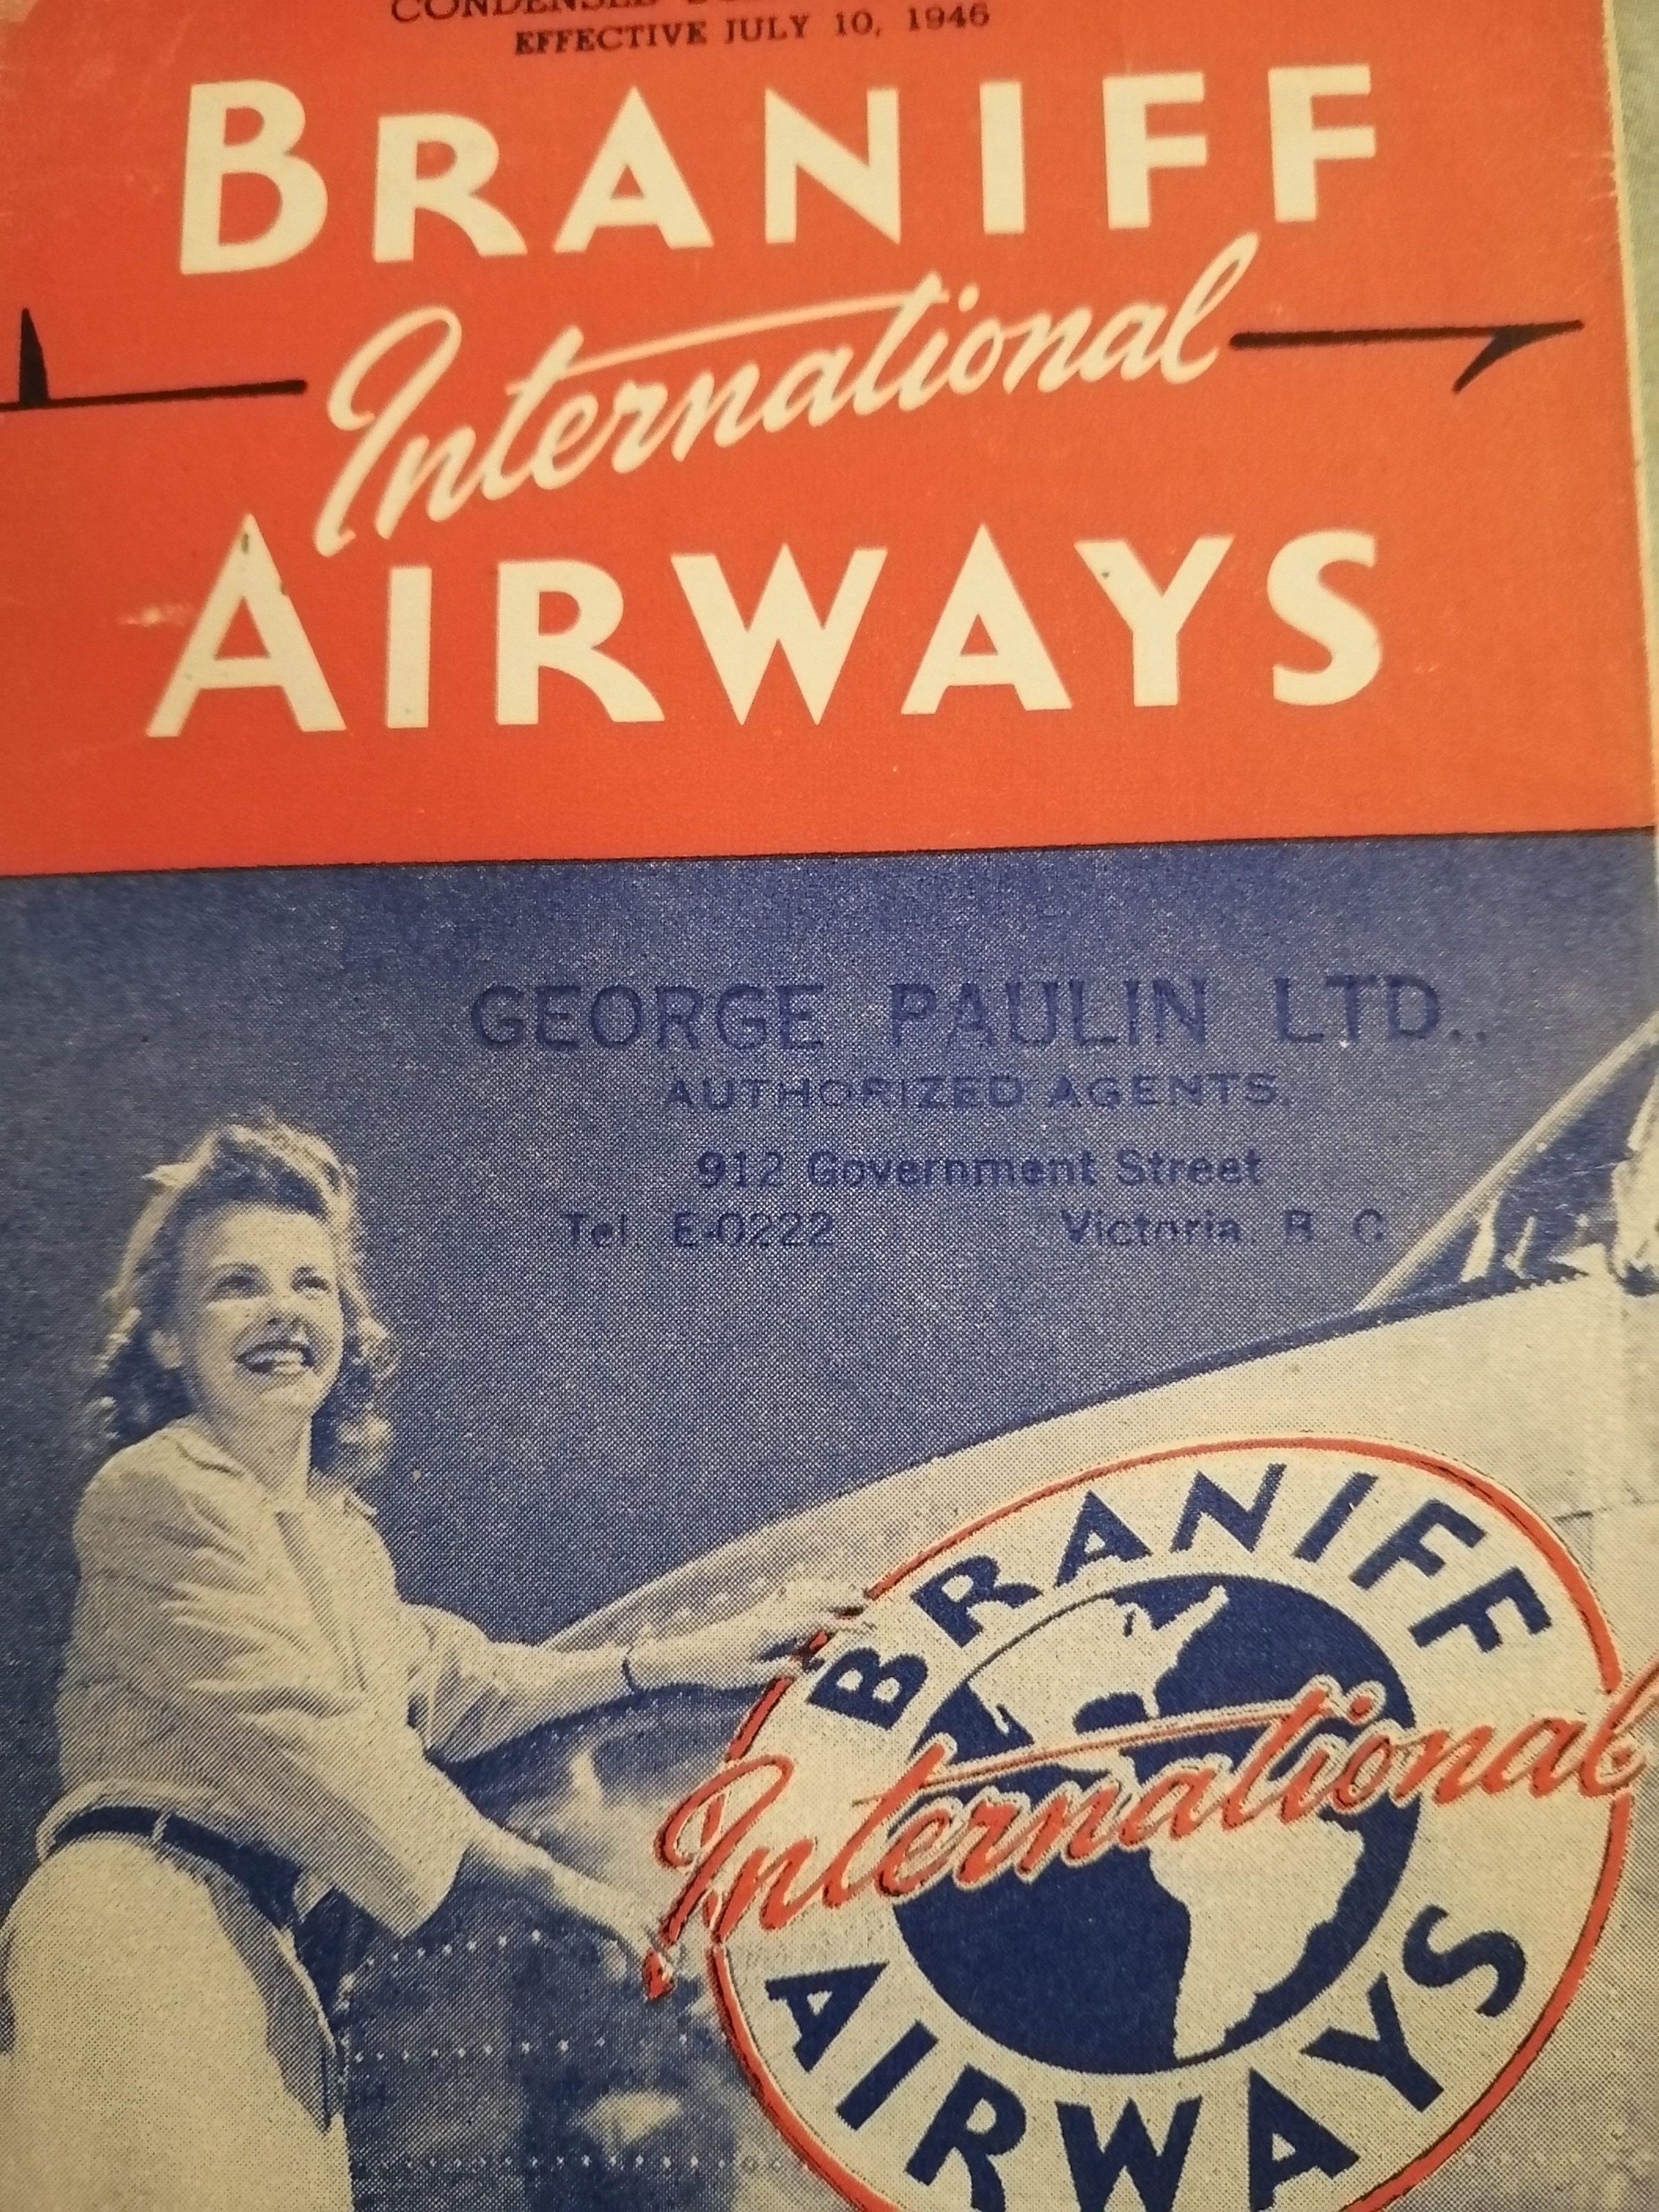 CONDENSED
EFFECTIVE JULY 10, 1946
BRANIFF
International
AIRWAYS
GEORGE PAULIN LTD.,
AUTHORIZED AGENTS,
912 Government Street
Tel. E-0222 Victoria, B. C.
BRANIFF
International
AIRWAYS